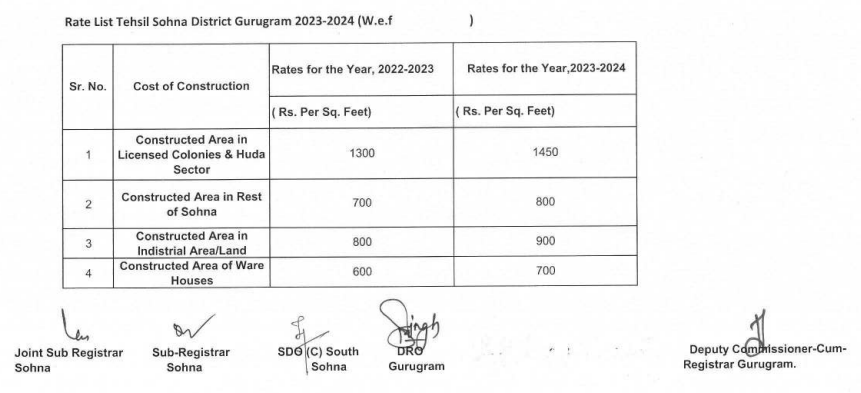 Rate List Tehsil Sohna District Gurugram 2023-2024 (W.e.f )
Sr. No. Cost of Construction Rates for the Year, 2022-2023 Rates for the Year,2023-2024
( Rs. Per Sq. Feet) ( Rs. Per Sq. Feet)
1 Constructed Area in
Licensed Colonies & Huda
Sector 1300 1450
2 Constructed Area in Rest
of Sohna 700 800
3 Constructed Area in
Indistrial Area/Land 800 900
4 Constructed Area of Ware
Houses 600 700
Joint Sub Registrar
Sohna
Sub-Registrar
Sohna
SDO (C) South
Sohna
Singh
DRO
Gurugram
Deputy Commissioner-Cum-
Registrar Gurugram.